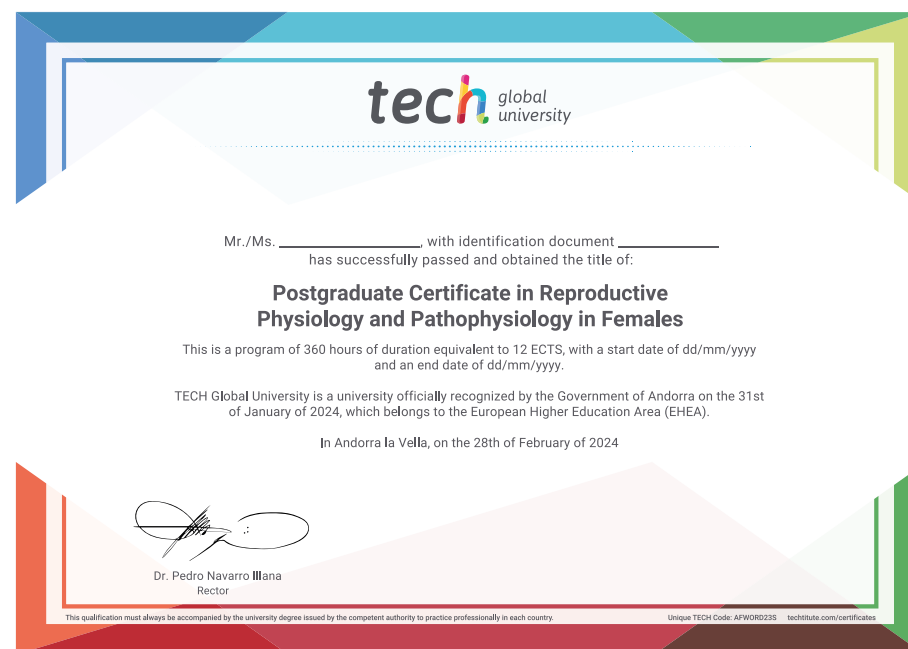 tech global
university
Mr./Ms. ____________, with identification document ____________
has successfully passed and obtained the title of:
Postgraduate Certificate in Reproductive
Physiology and Pathophysiology in Females
This is a program of 360 hours of duration equivalent to 12 ECTS, with a start date of dd/mm/yyyy
and an end date of dd/mm/yyyy.
TECH Global University is a university officially recognized by the Government of Andorra on the 31st
of January of 2024, which belongs to the European Higher Education Area (EHEA).
In Andorra la Vella, on the 28th of February of 2024
Dr. Pedro Navarro Illana
Rector
This qualification must always be accompanied by the university degree issued by the competent authority to practice professionally in each country.
Unique TECH Code: AFWORD23S techtitute.com/certificates